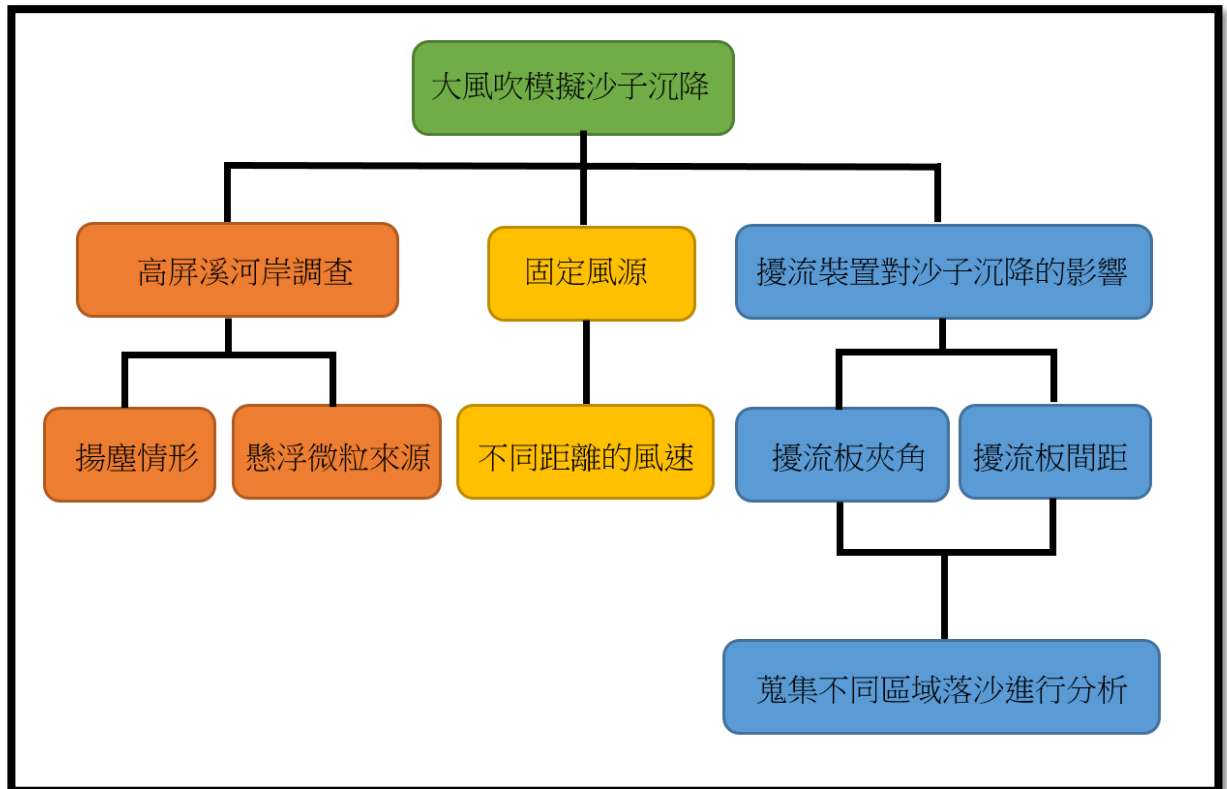 大風吹模擬沙子沉降
高屏溪河岸調查
固定風源
擾流裝置對沙子沉降的影響
揚塵情形
懸浮微粒來源
不同距離的風速
擾流板夾角
擾流板間距
蒐集不同區域落沙進行分析